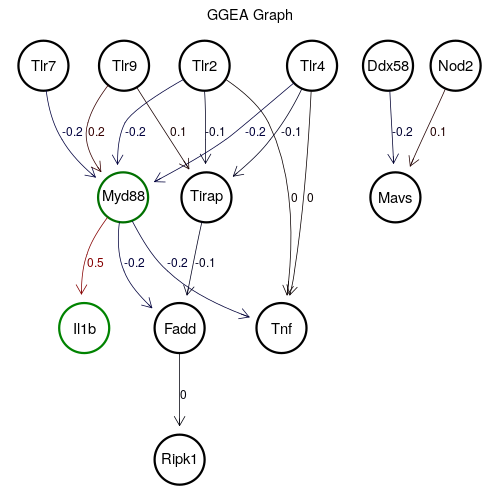 GGEA Graph
Tlr7 Tlr9 Tlr2 Tlr4 Ddx58 Nod2
-0.2 0.2 -0.2 0.1 -0.1 -0.2 -0.1 -0.2 0.1
Myd88 Tirap 0 0 Mavs
0.5 -0.2 -0.2 -0.1
Il1b Fadd Tnf
0
Ripk1